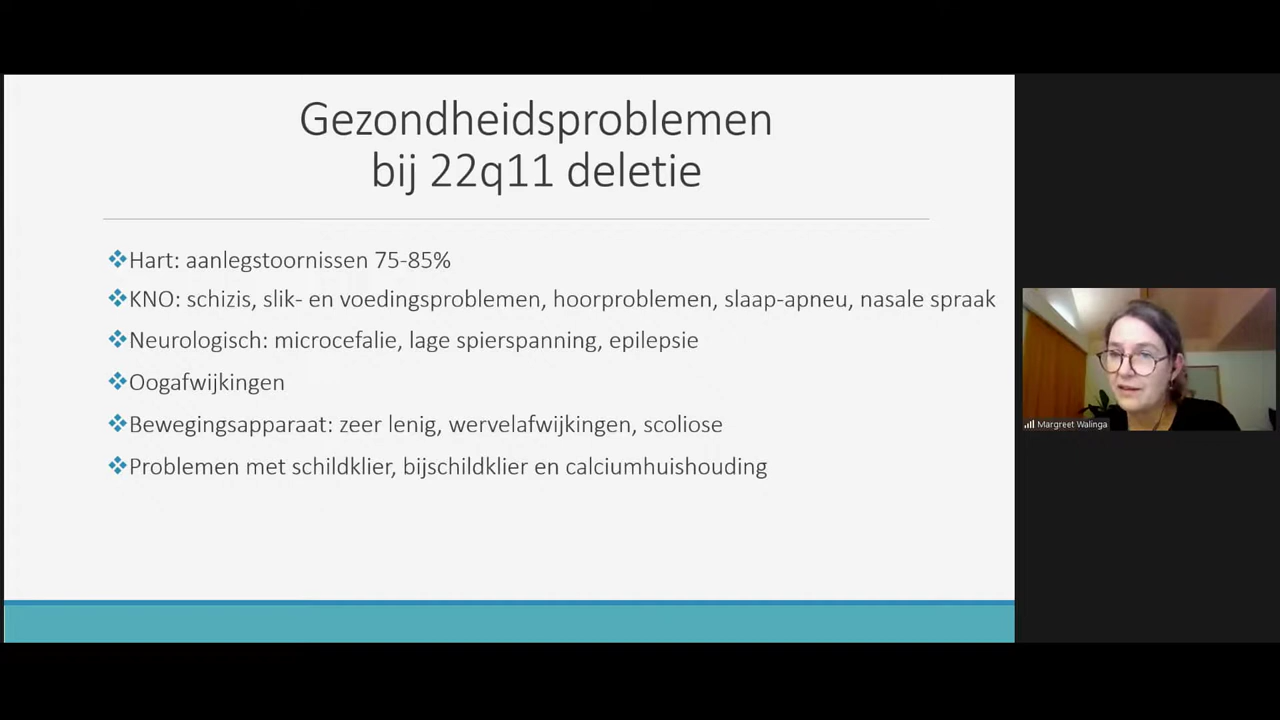 Gezondheidsproblemen
bij 22q11 deletie
❖Hart: aanlegstoornissen 75-85%
❖KNO: schizis, slik- en voedingsproblemen, hoorproblemen, slaap-apneu, nasale spraak
❖Neurologisch: microcefalie, lage spierspanning, epilepsie
❖Oogafwijkingen
❖Bewegingsapparaat: zeer lenig, wervelafwijkingen, scoliose
❖Problemen met schildklier, bijschildklier en calciumhuishouding
Margreet Walinga